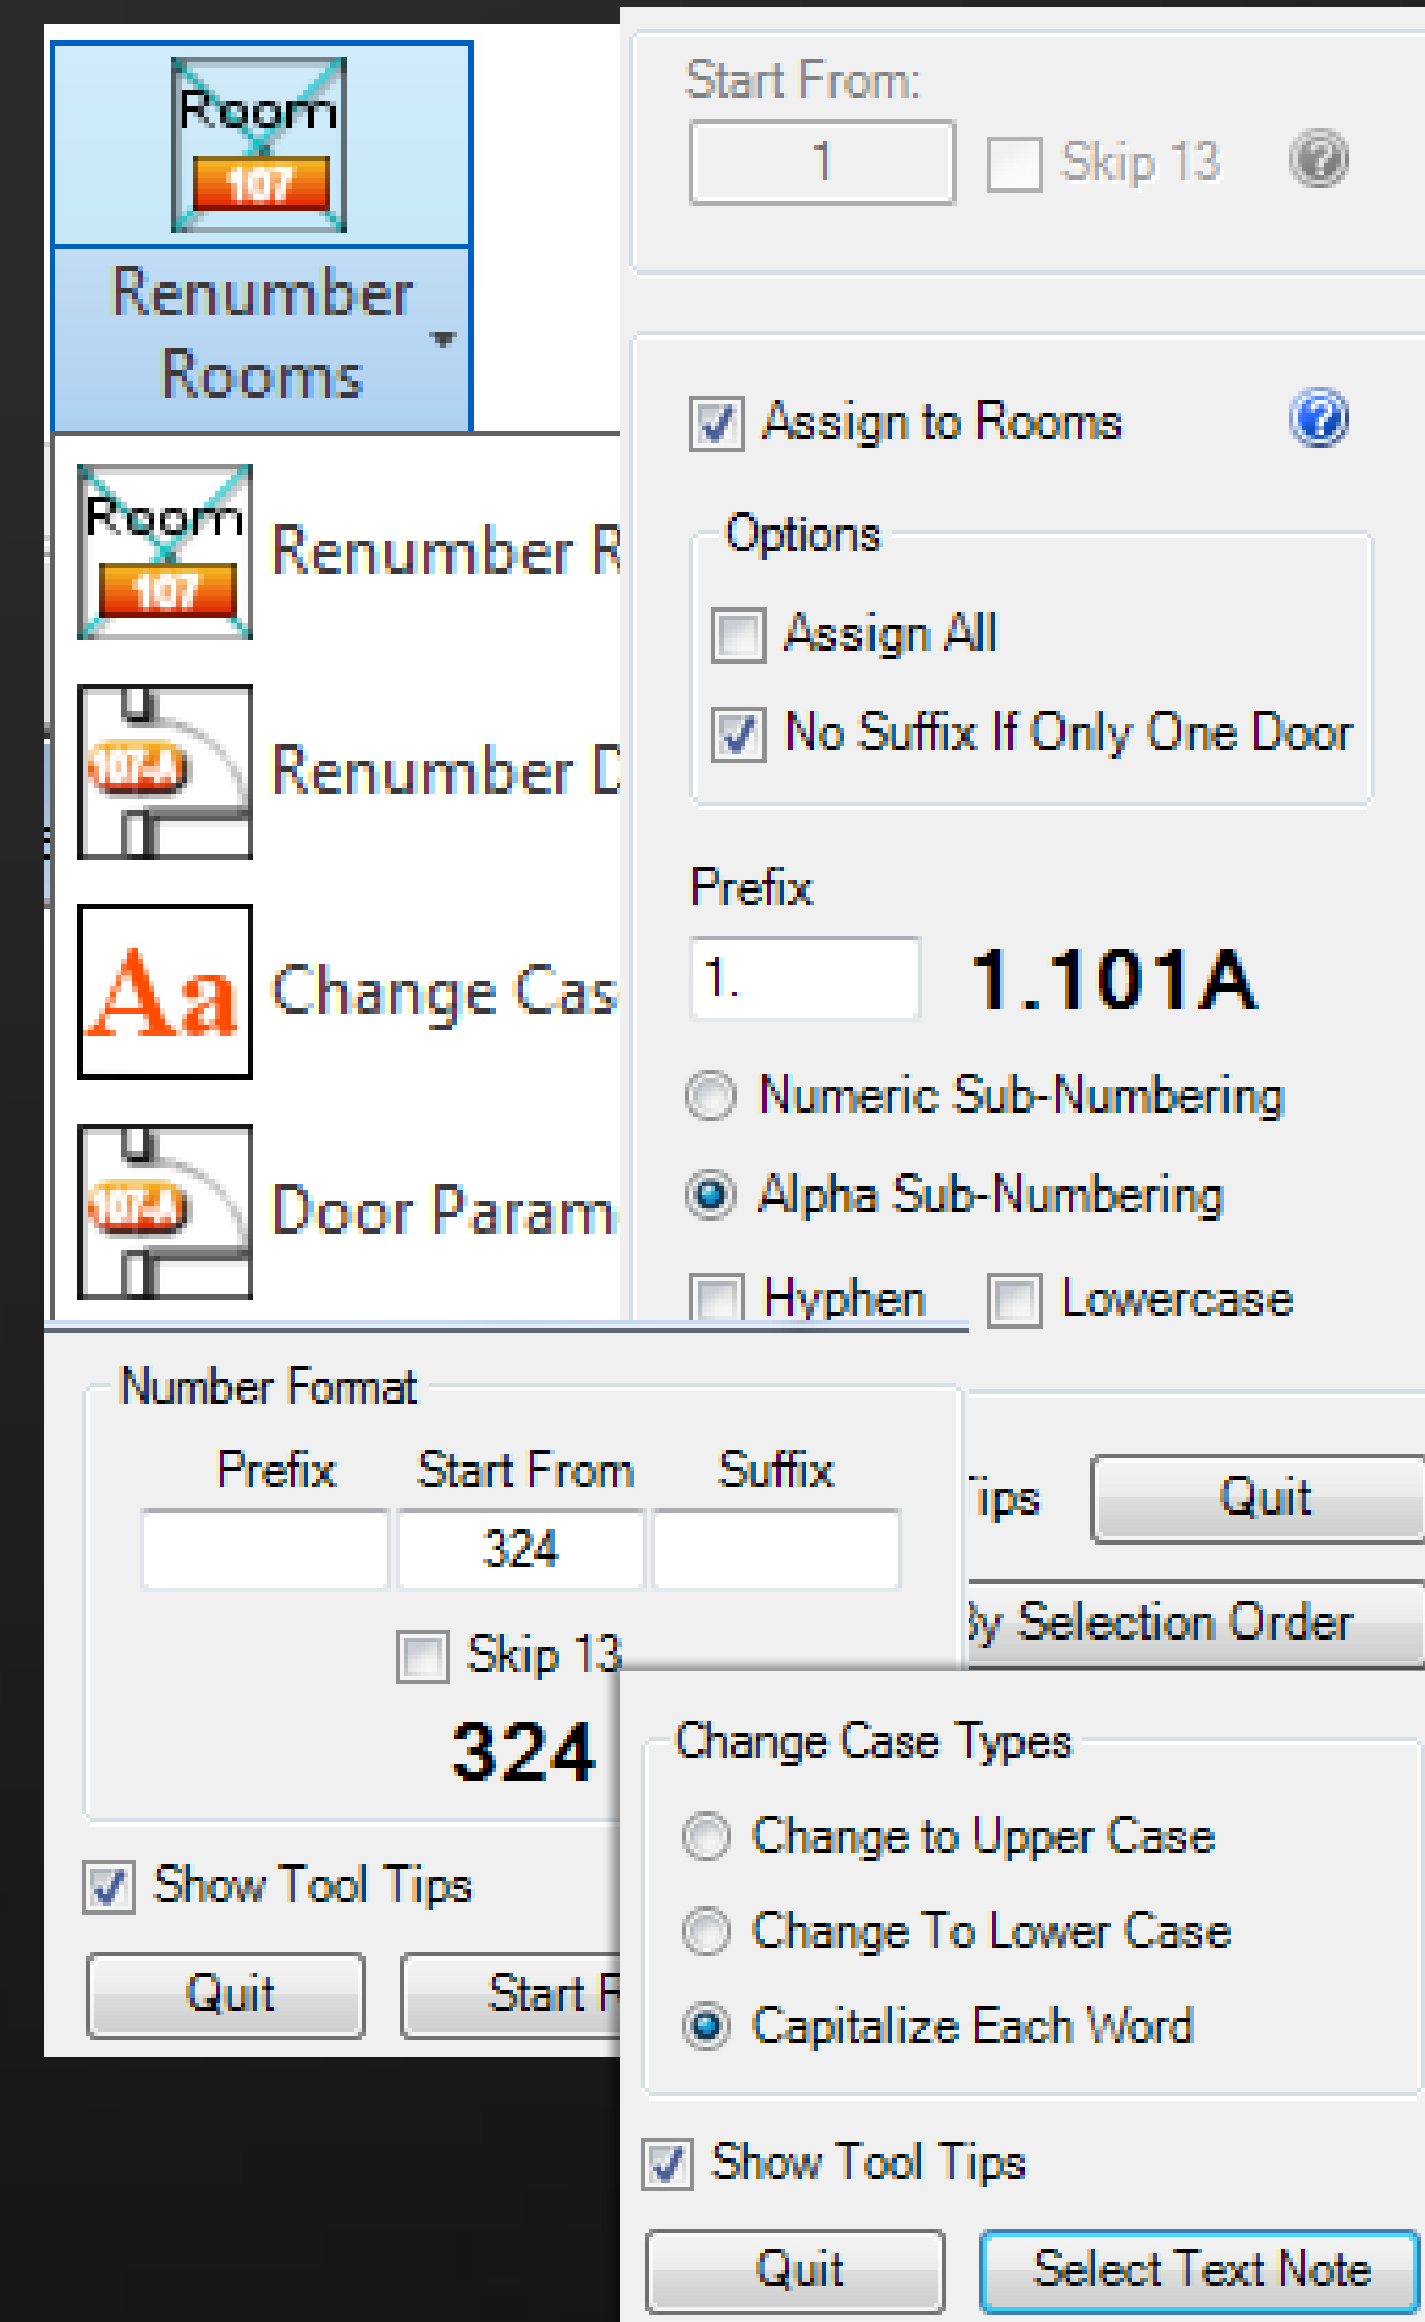 Room
107
Renumber
Rooms
Room
107
Renumber R
107-A
Renumber D
Aa
Change Cas
107-A
Door Param
Start From:
1
Skip 13
Assign to Rooms
Options
Assign All
No Suffix If Only One Door
Prefix
1.
1.101A
Numeric Sub-Numbering
Alpha Sub-Numbering
Hyphen
Lowercase
ips
Quit
By Selection Order
Number Format
Prefix
Start From
Suffix
324
Skip 13
324
Show Tool Tips
Quit
Start R
Change Case Types
Change to Upper Case
Change To Lower Case
Capitalize Each Word
Show Tool Tips
Quit
Select Text Note